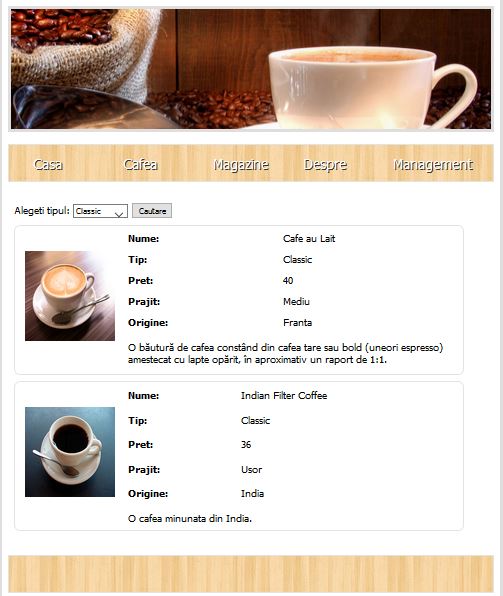 Casa Cafea Magazine Despre Management
Alegeti tipul: Classic Cautare
Nume: Cafe au Lait
Tip: Classic
Pret: 40
Prajit: Mediu
Origine: Franta
O băutură de cafea constând din cafea tare sau bold (uneori espresso)
amestecat cu lapte opărit, în aproximativ un raport de 1:1.
Nume: Indian Filter Coffee
Tip: Classic
Pret: 36
Prajit: Usor
Origine: India
O cafea minunata din India.